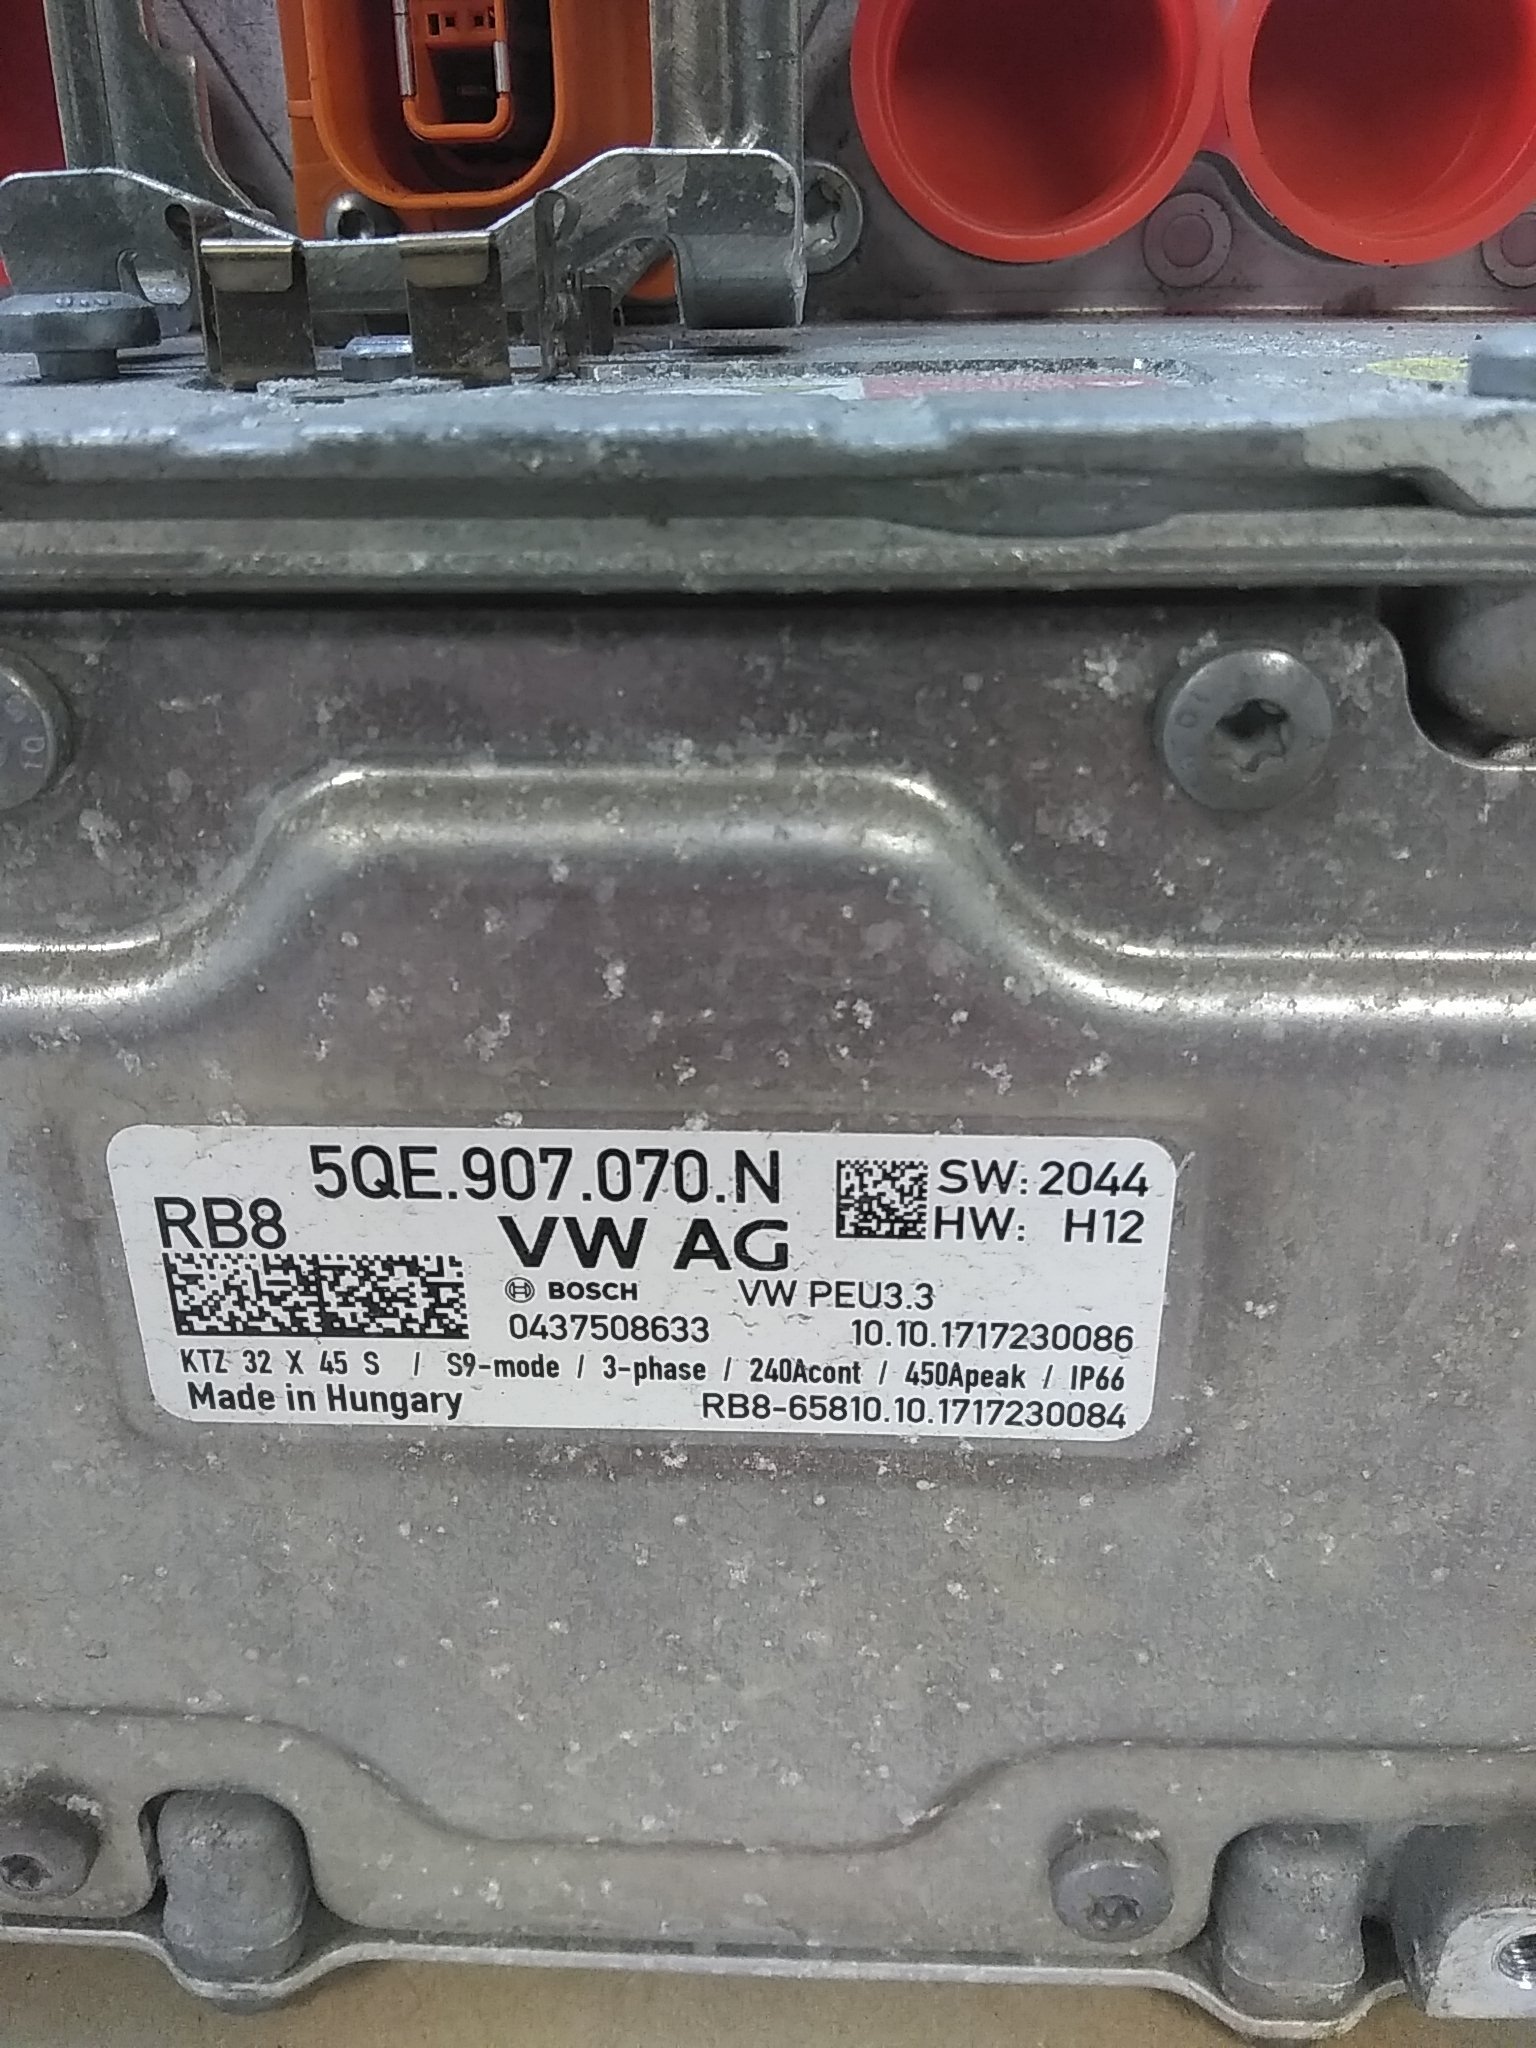 5QE.907.070.N
SW: 2044
RB8
VW AG
HW: H12
BOSCH VW PEU3.3
0437508633 10.10.1717230086
KTZ 32 X 45 S / S9-mode / 3-phase / 240Acont / 450Apeak / IP66
Made in Hungary RB8-65810.10.1717230084